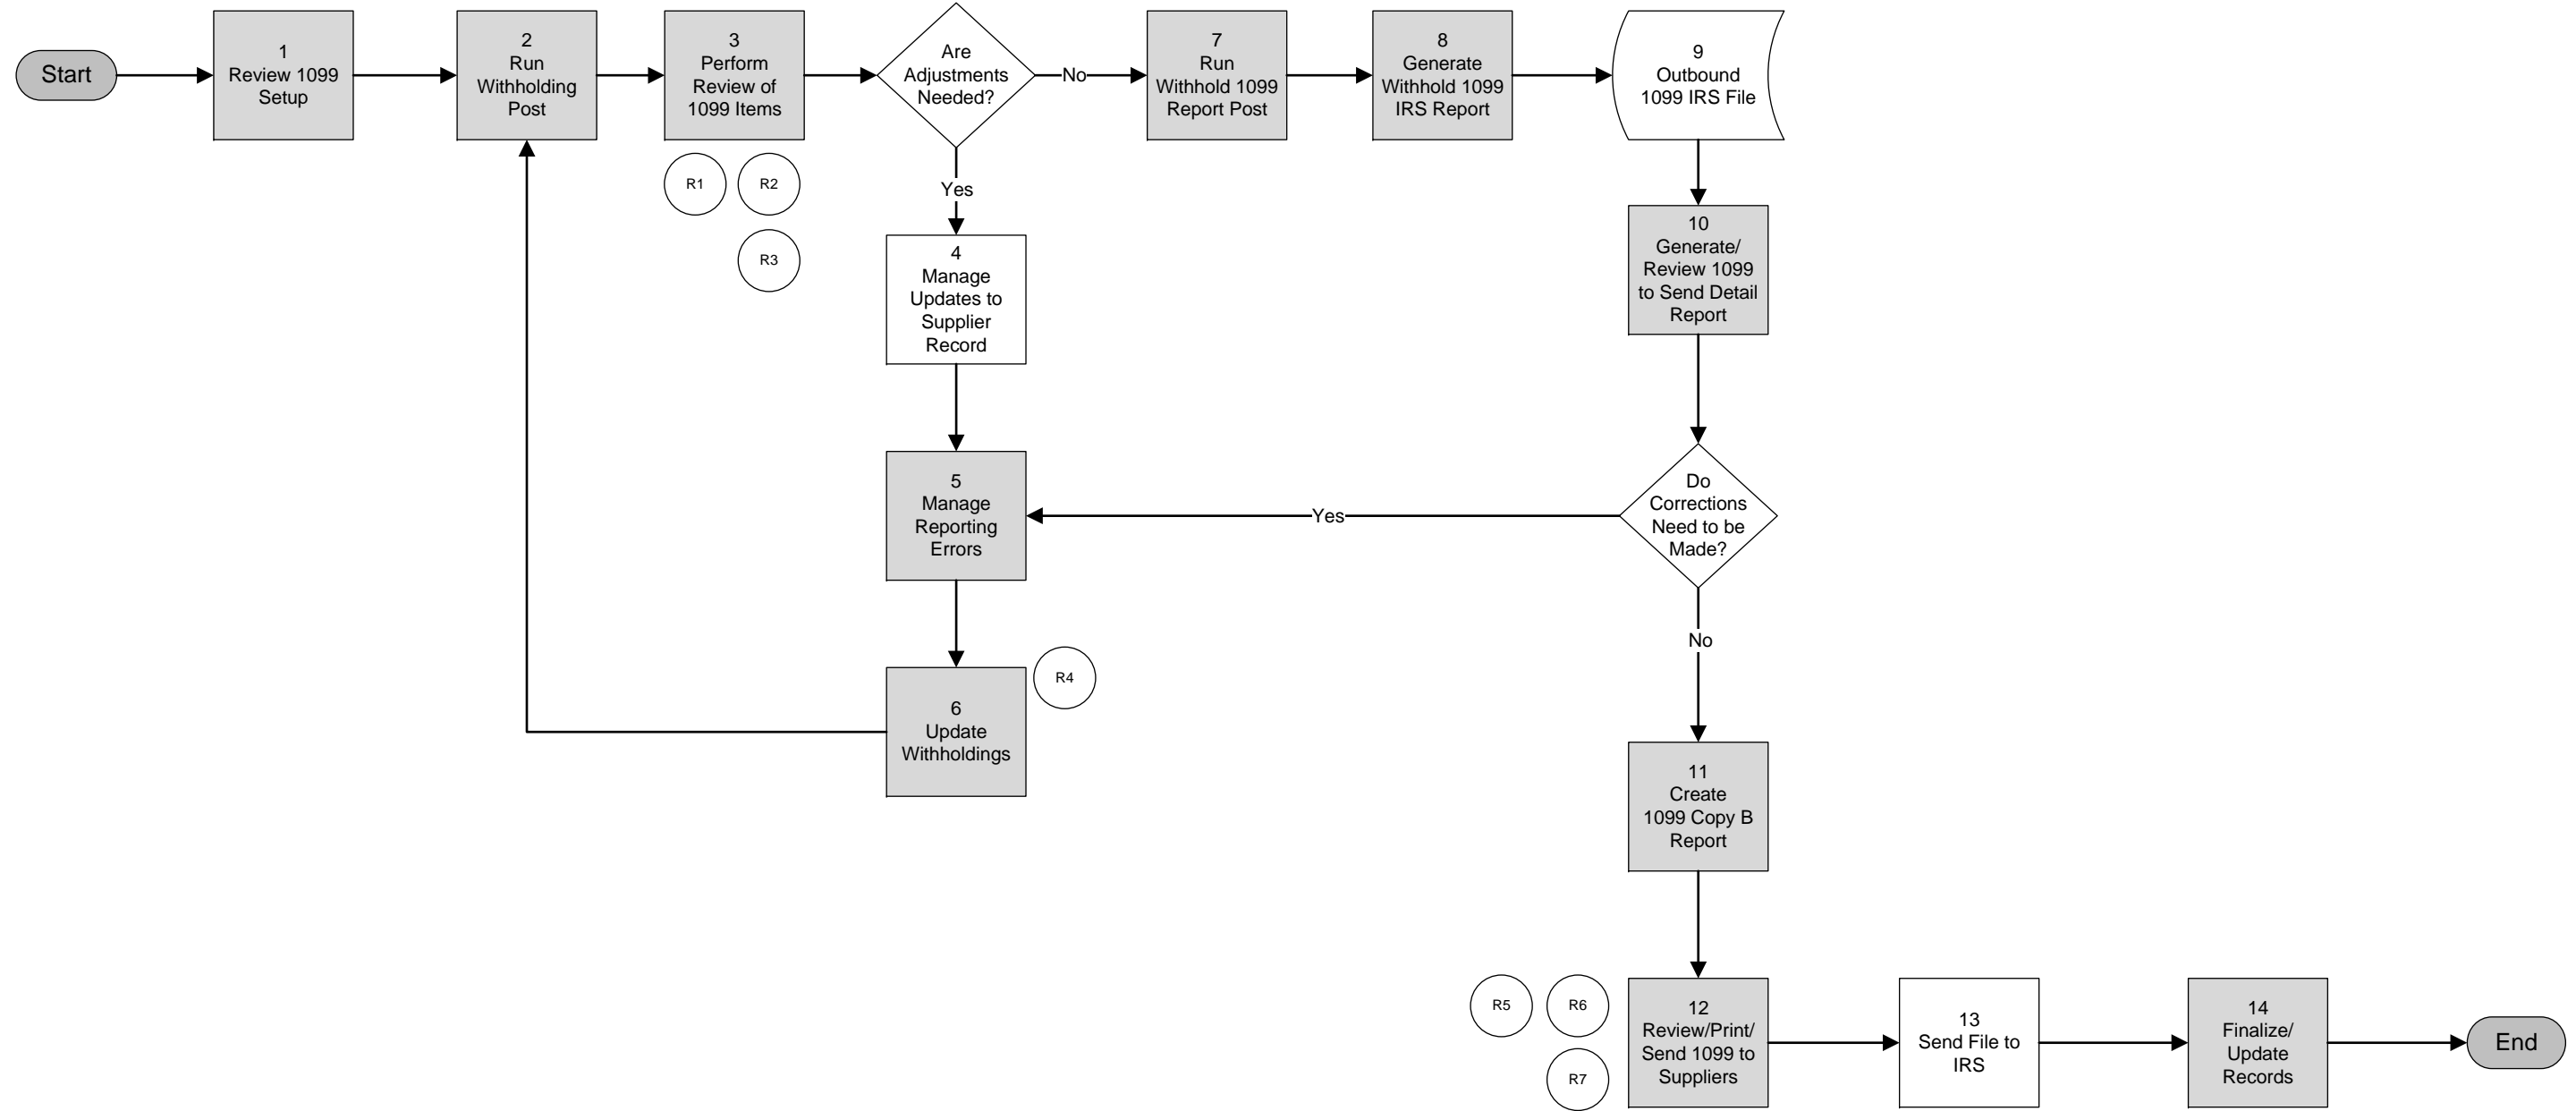 Start
1
Review 1099
Setup
2
Run
Withholding
Post
3
Perform
Review of
1099 Items
Are
Adjustments
Needed?
No
7
Run
Withhold 1099
Report Post
8
Generate
Withhold 1099
IRS Report
9
Outbound
1099 IRS File
R1
R2
R3
Yes
4
Manage
Updates to
Supplier
Record
10
Generate/
Review 1099
to Send Detail
Report
5
Manage
Reporting
Errors
Yes
Do
Corrections
Need to be
Made?
No
6
Update
Withholdings
R4
11
Create
1099 Copy B
Report
R5
R6
R7
12
Review/Print/
Send 1099 to
Suppliers
13
Send File to
IRS
14
Finalize/
Update
Records
End